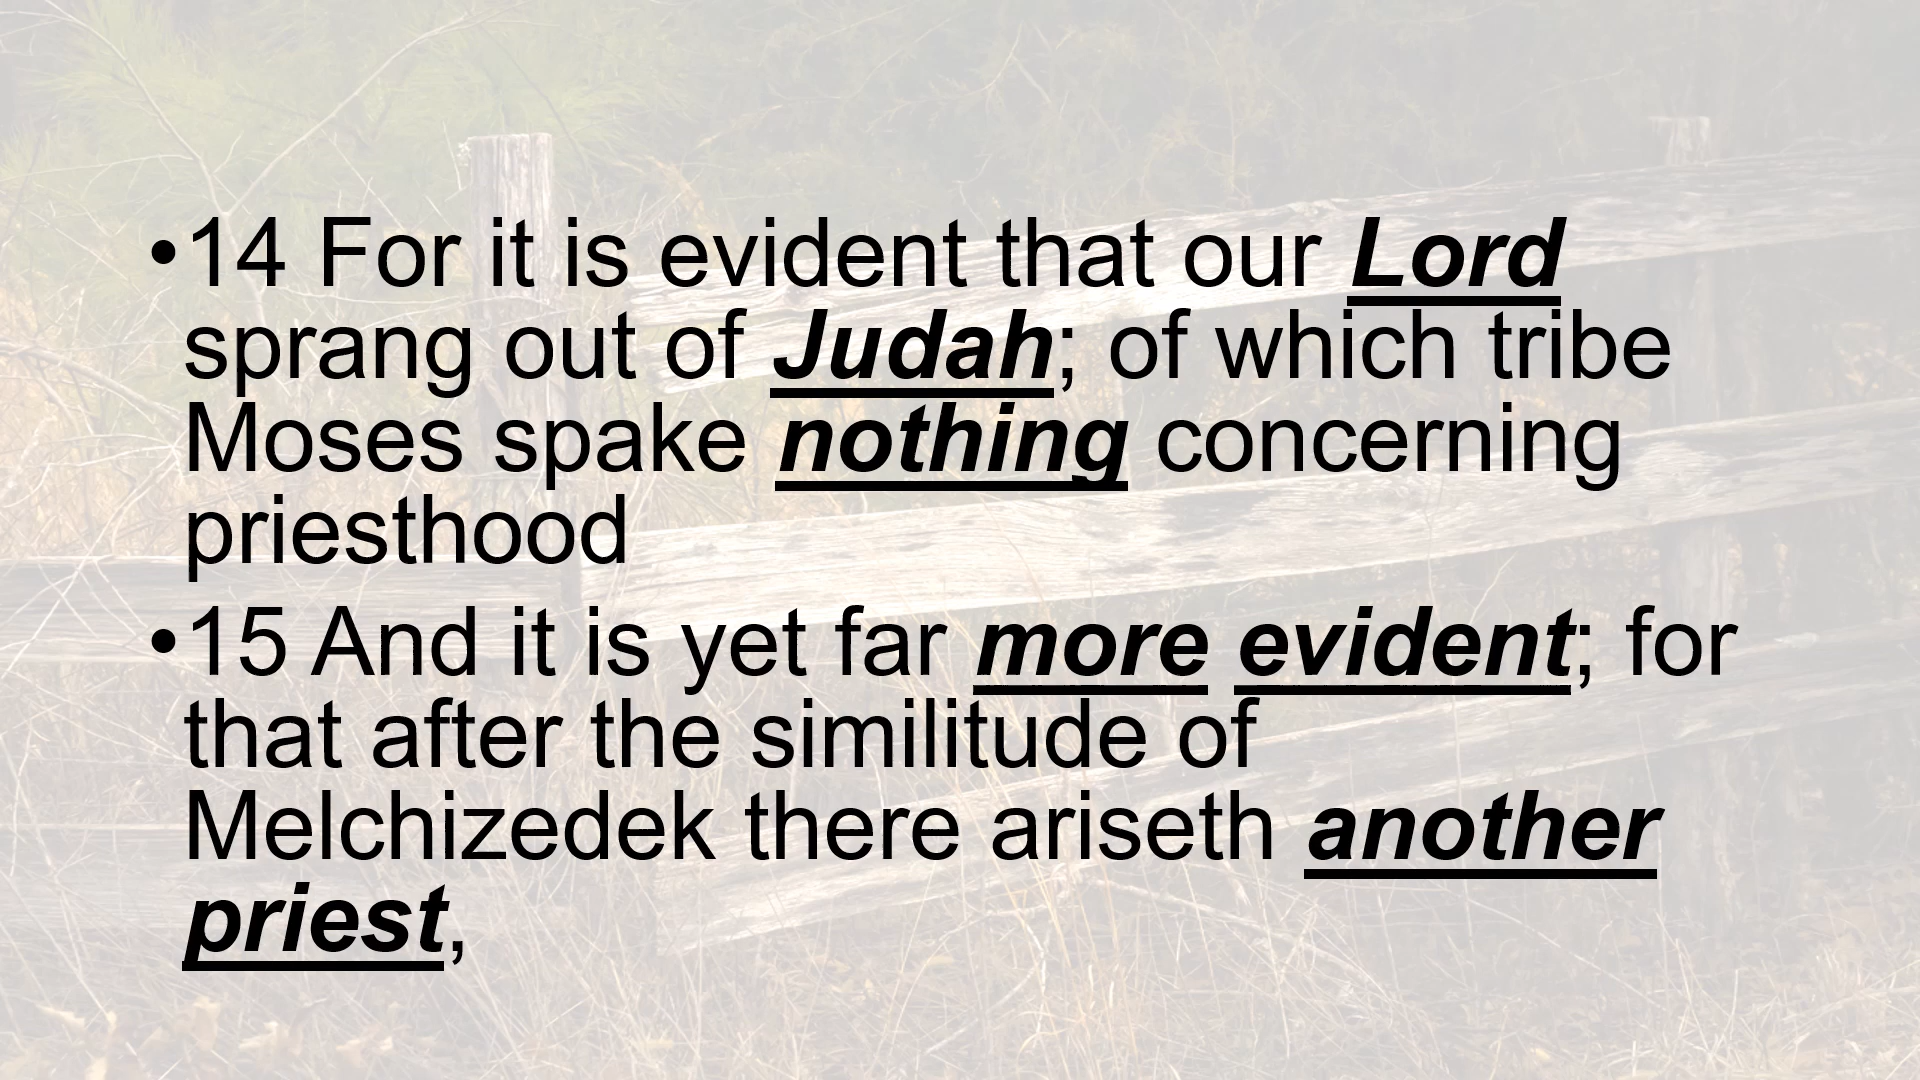 •14 For it is evident that our Lord
sprang out of Judah; of which tribe
Moses spake nothing concerning
priesthood
•15 And it is yet far more evident; for
that after the similitude of
Melchizedek there ariseth another
priest,